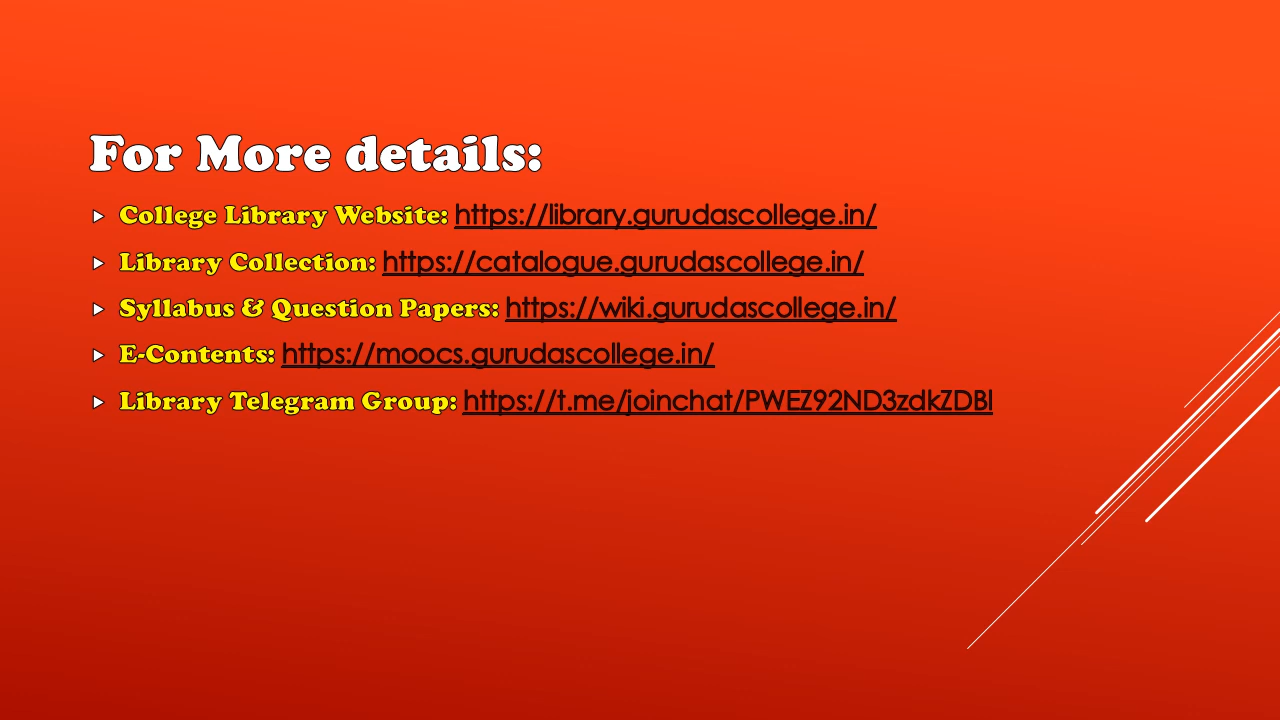 For More details:
College Library Website: https://library.gurudascollege.in/
Library Collection: https://catalogue.gurudascollege.in/
Syllabus & Question Papers: https://wiki.gurudascollege.in/
E-Contents: https://moocs.gurudascollege.in/
Library Telegram Group: https://t.me/joinchat/PWEZ92ND3zdkZDBl